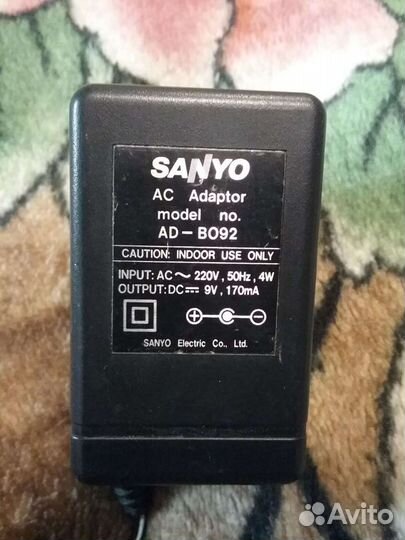 SANYO
AC Adaptor
model no.
AD-B092
CAUTION: INDOOR USE ONLY
INPUT: AC～ 220V, 50Hz, 4W
OUTPUT: DC⎓ 9V, 170mA
SANYO Electric Co., Ltd.
Avito